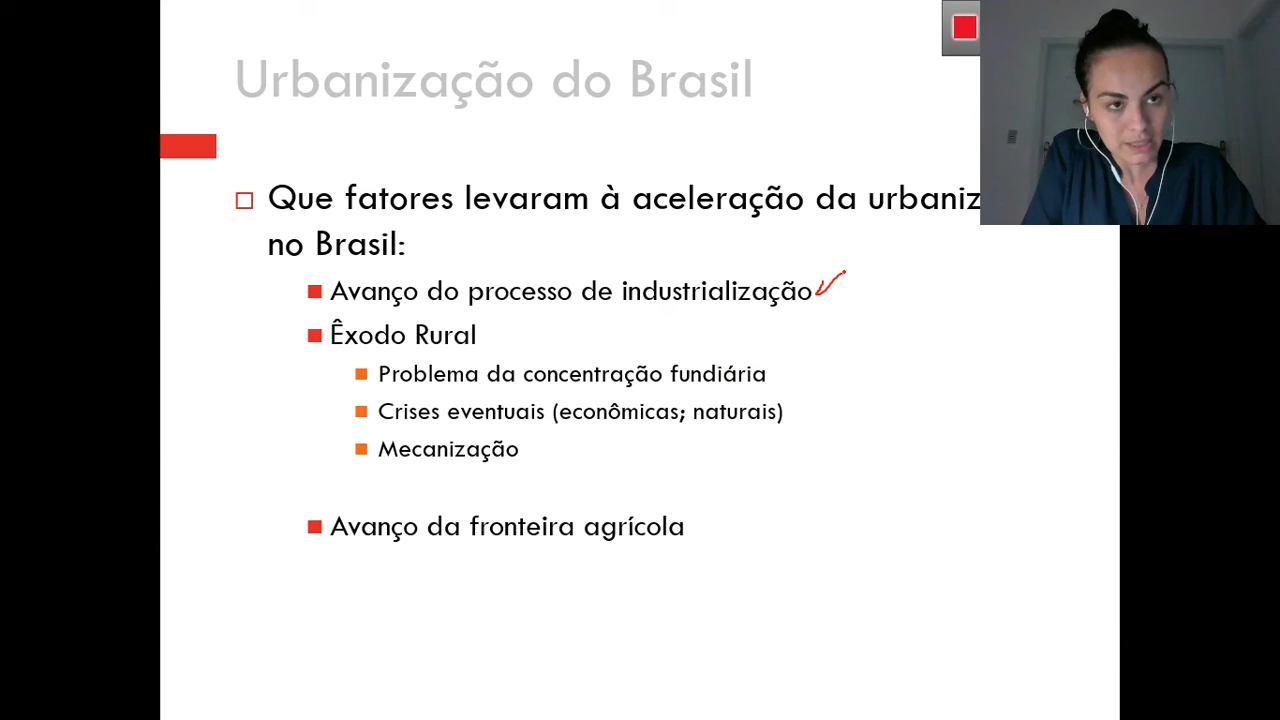 Urbanização do Brasil
Que fatores levaram à aceleração da urbaniz
no Brasil:
Avanço do processo de industrialização
Êxodo Rural
Problema da concentração fundiária
Crises eventuais (econômicas; naturais)
Mecanização
Avanço da fronteira agrícola